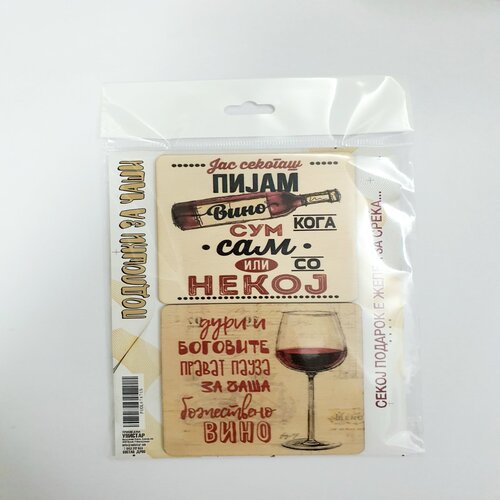 Јас секогаш
ПИЈАМ
Вино
КОГА
СУМ
САМ
ИЛИ
СО
НЕКОЈ
дури и
БОГОВИТЕ
ПРАВАТ ПАУЗА
ЗА ЧАША
божествено
ВИНО
ПОДЛОШКИ ЗА ЧАШИ
СЕКОЈ ПОДАРОК Е ЖЕЛБА ЗА СРЕЌА...
УНИСТАР